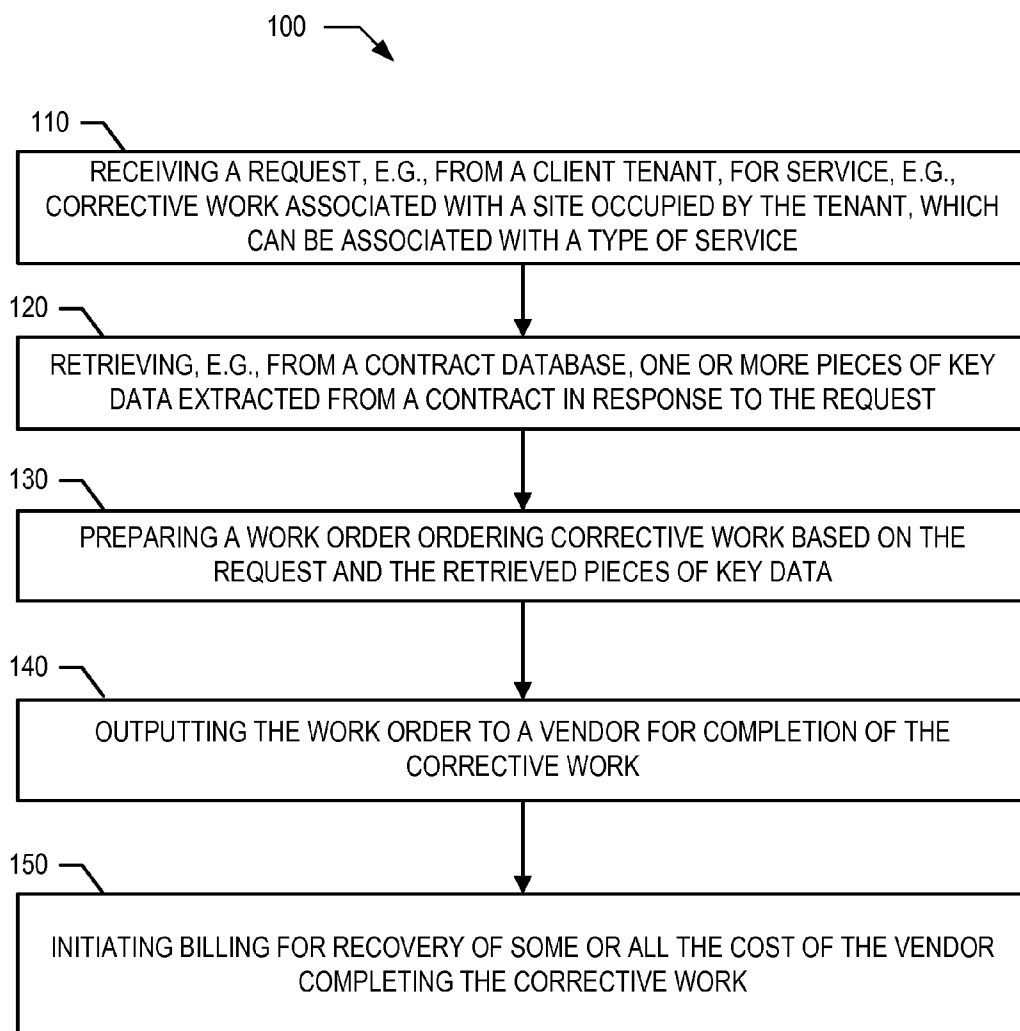 100
110
RECEIVING A REQUEST, E.G., FROM A CLIENT TENANT, FOR SERVICE, E.G.,
CORRECTIVE WORK ASSOCIATED WITH A SITE OCCUPIED BY THE TENANT, WHICH
CAN BE ASSOCIATED WITH A TYPE OF SERVICE
120
RETRIEVING, E.G., FROM A CONTRACT DATABASE, ONE OR MORE PIECES OF KEY
DATA EXTRACTED FROM A CONTRACT IN RESPONSE TO THE REQUEST
130
PREPARING A WORK ORDER ORDERING CORRECTIVE WORK BASED ON THE
REQUEST AND THE RETRIEVED PIECES OF KEY DATA
140
OUTPUTTING THE WORK ORDER TO A VENDOR FOR COMPLETION OF THE
CORRECTIVE WORK
150
INITIATING BILLING FOR RECOVERY OF SOME OR ALL THE COST OF THE VENDOR
COMPLETING THE CORRECTIVE WORK